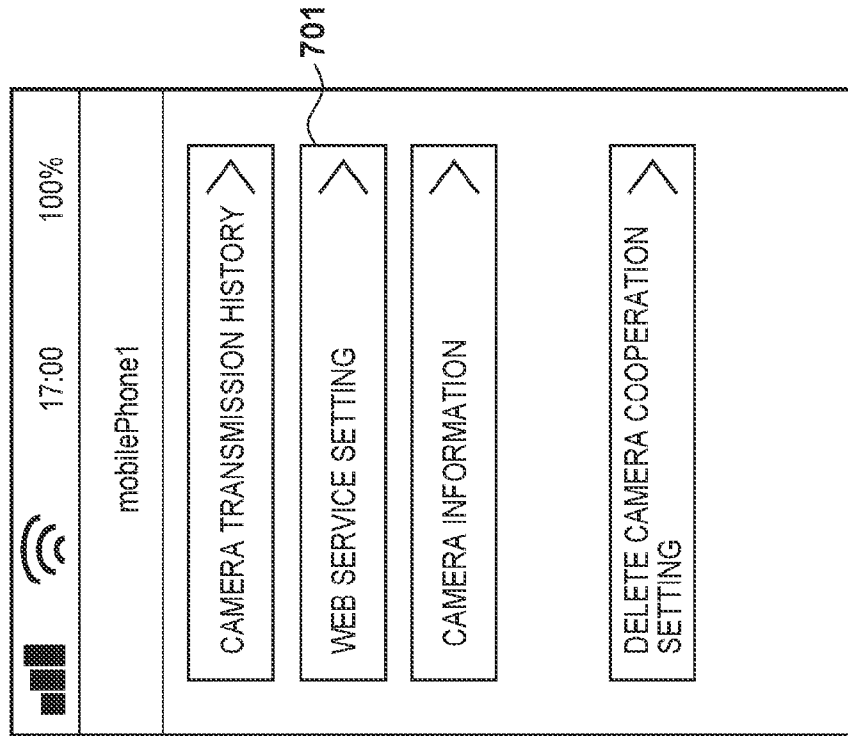 17:00 100%
mobilePhone1
CAMERA TRANSMISSION HISTORY
WEB SERVICE SETTING
701
CAMERA INFORMATION
DELETE CAMERA COOPERATION
SETTING